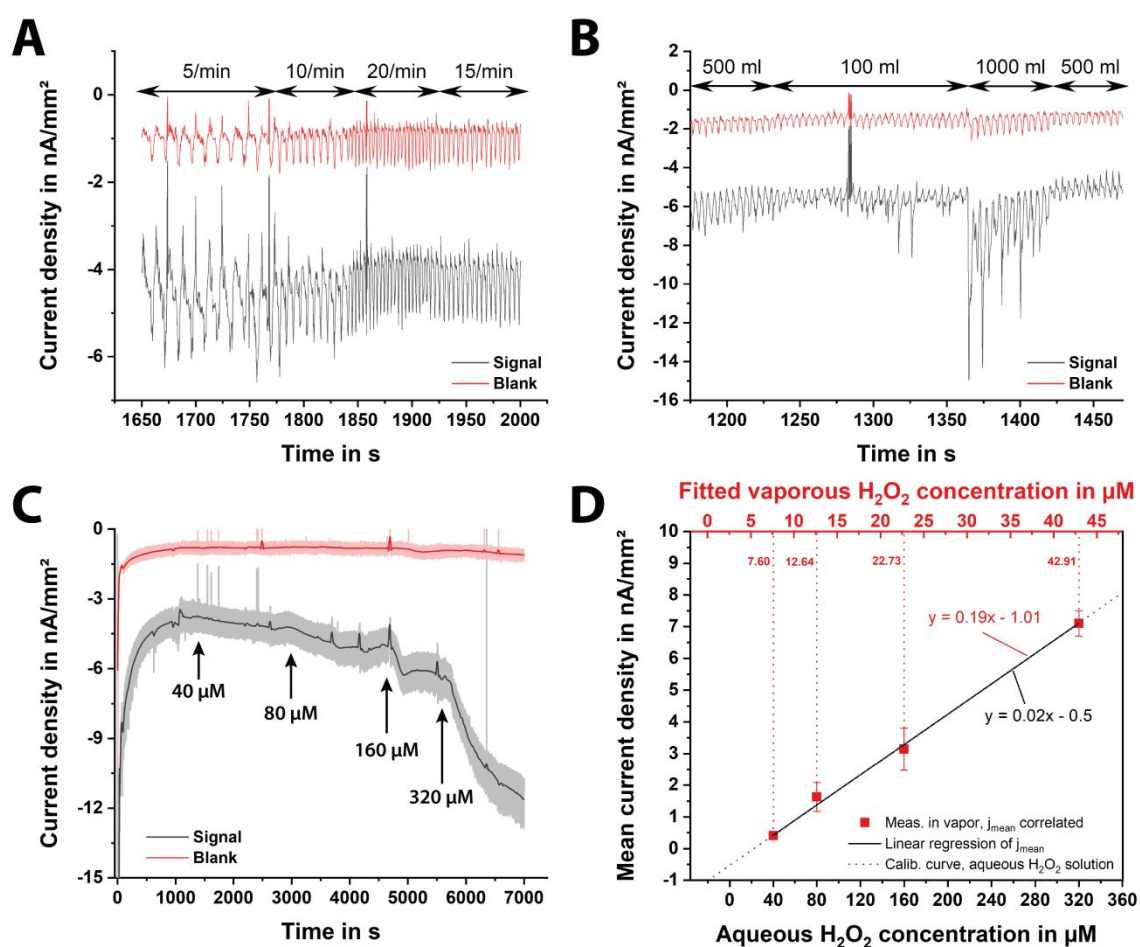 A
5/min 10/min 20/min 15/min
0
-2
-4
-6
Current density in nA/mm²
Signal
Blank
1650 1700 1750 1800 1850 1900 1950 2000
Time in s
B
500 ml 100 ml 1000 ml 500 ml
2
0
-2
-4
-6
-8
-10
-12
-14
-16
Current density in nA/mm²
Signal
Blank
1200 1250 1300 1350 1400 1450
Time in s
C
0
-3
-6
-9
-12
-15
Current density in nA/mm²
40 µM
80 µM
160 µM
320 µM
Signal
Blank
0 1000 2000 3000 4000 5000 6000 7000
Time in s
D
Fitted vaporous H₂O₂ concentration in µM
0 5 10 15 20 25 30 35 40 45
10
9
8
7
6
5
4
3
2
1
0
-1
Mean current density in nA/mm²
7.60 12.64 22.73 42.91
y = 0.19x - 1.01
y = 0.02x - 0.5
Meas. in vapor, jmean correlated
Linear regression of jmean
Calib. curve, aqueous H₂O₂ solution
0 40 80 120 160 200 240 280 320 360
Aqueous H₂O₂ concentration in µM